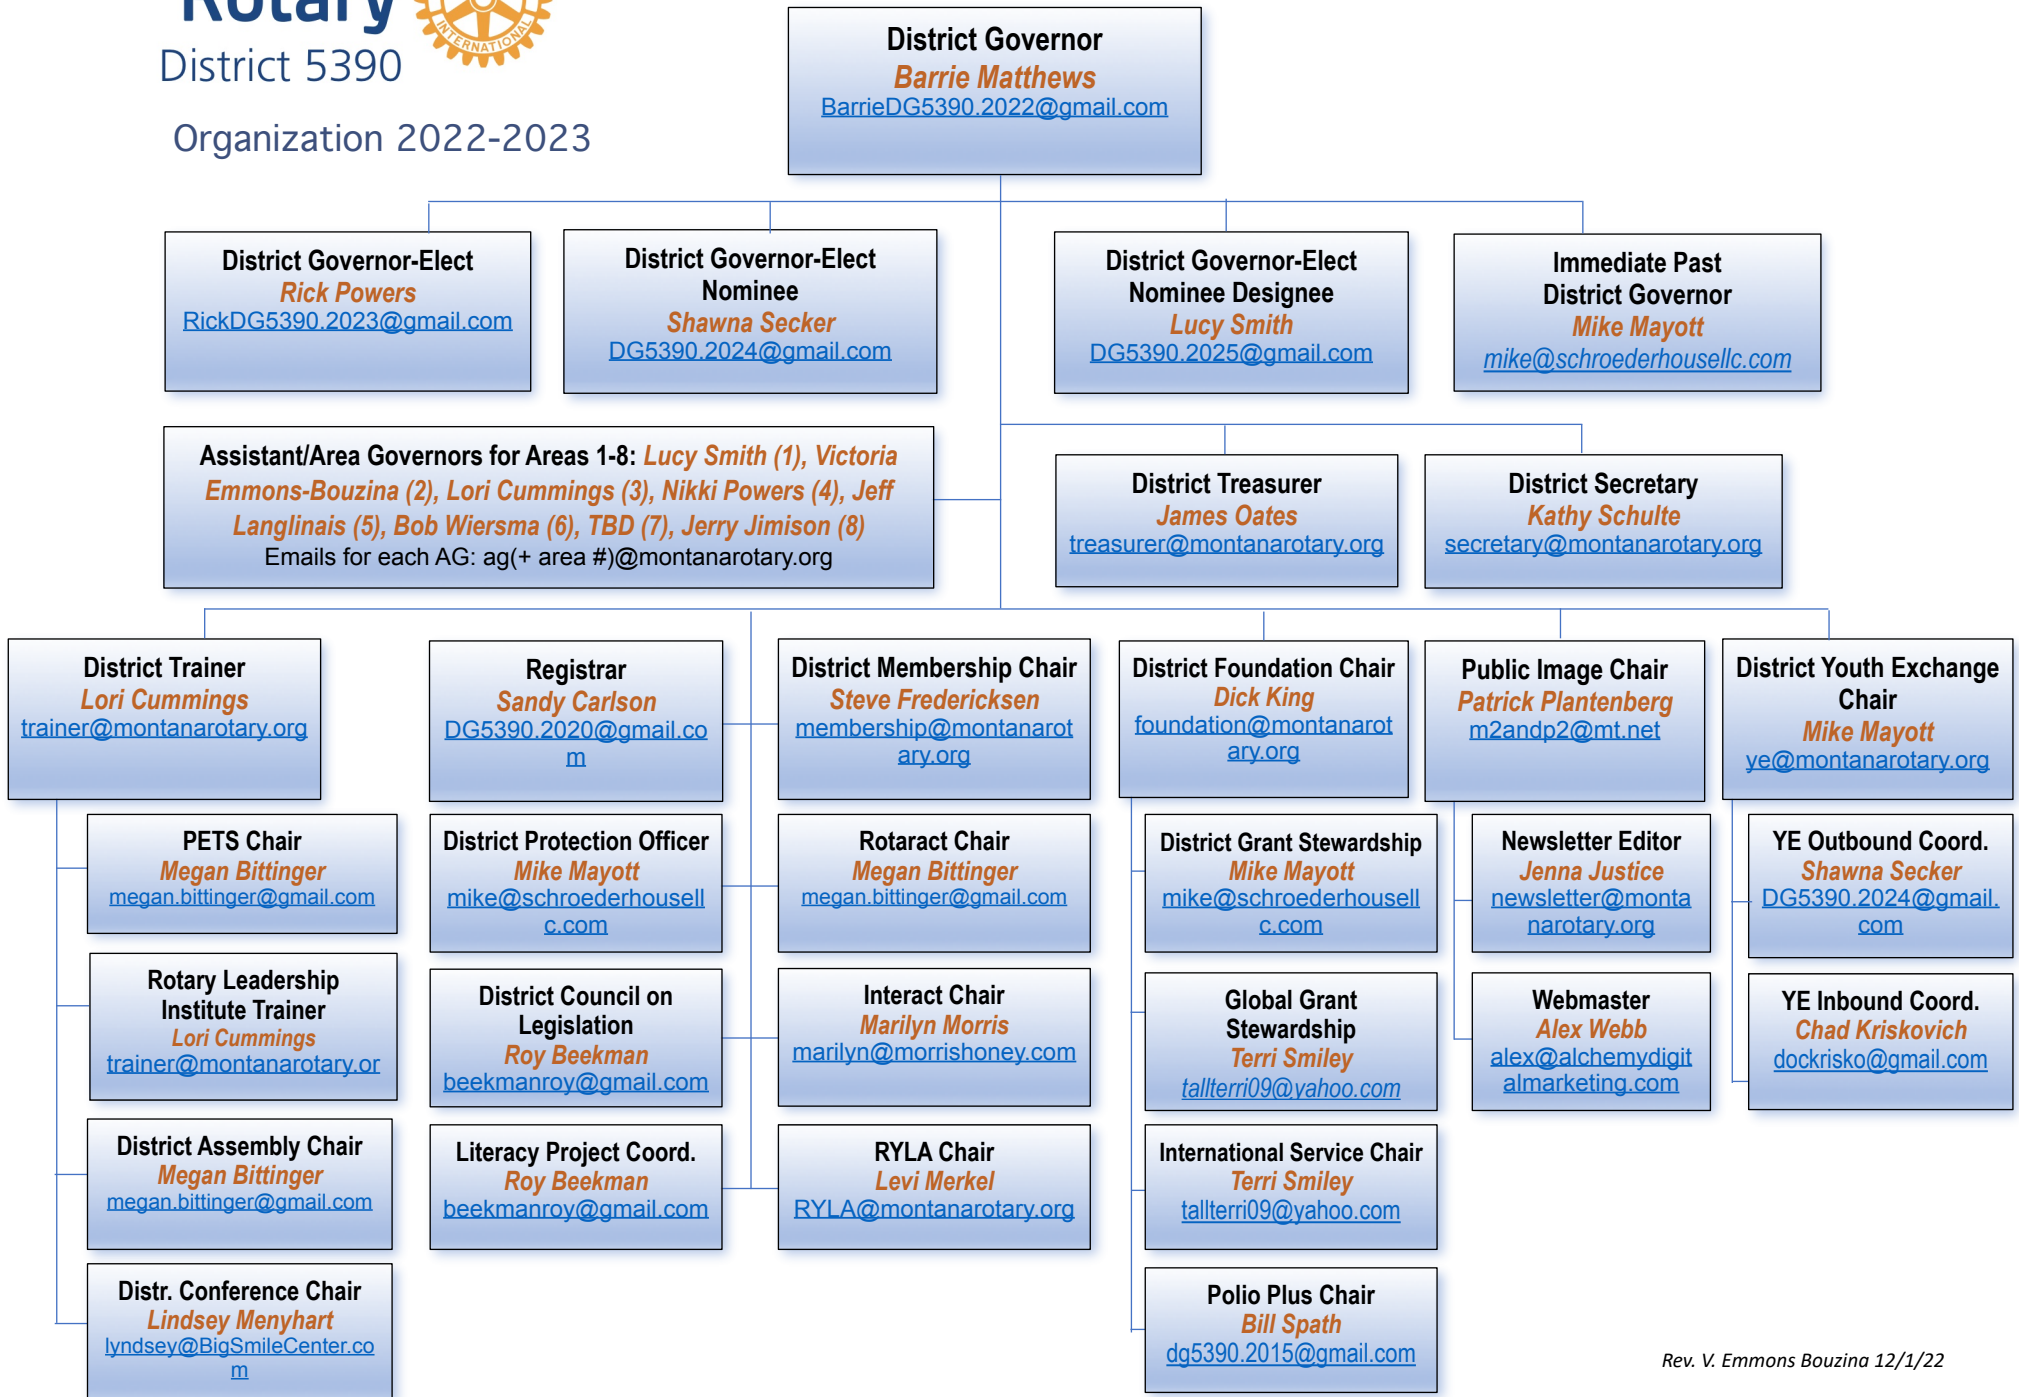 Rotary
INTERNATIONAL
District 5390
Organization 2022-2023
District Governor
Barrie Matthews
BarrieDG5390.2022@gmail.com
District Governor-Elect
Rick Powers
RickDG5390.2023@gmail.com
District Governor-Elect
Nominee
Shawna Secker
DG5390.2024@gmail.com
District Governor-Elect
Nominee Designee
Lucy Smith
DG5390.2025@gmail.com
Immediate Past
District Governor
Mike Mayott
mike@schroederhousellc.com
Assistant/Area Governors for Areas 1-8: Lucy Smith (1), Victoria
Emmons-Bouzina (2), Lori Cummings (3), Nikki Powers (4), Jeff
Langlinais (5), Bob Wiersma (6), TBD (7), Jerry Jimison (8)
Emails for each AG: ag(+ area #)@montanarotary.org
District Treasurer
James Oates
treasurer@montanarotary.org
District Secretary
Kathy Schulte
secretary@montanarotary.org
District Trainer
Lori Cummings
trainer@montanarotary.org
Registrar
Sandy Carlson
DG5390.2020@gmail.co
m
District Membership Chair
Steve Fredericksen
membership@montanarot
ary.org
District Foundation Chair
Dick King
foundation@montanarot
ary.org
Public Image Chair
Patrick Plantenberg
m2andp2@mt.net
District Youth Exchange
Chair
Mike Mayott
ye@montanarotary.org
PETS Chair
Megan Bittinger
megan.bittinger@gmail.com
District Protection Officer
Mike Mayott
mike@schroederhousell
c.com
Rotaract Chair
Megan Bittinger
megan.bittinger@gmail.com
District Grant Stewardship
Mike Mayott
mike@schroederhousell
c.com
Newsletter Editor
Jenna Justice
newsletter@monta
narotary.org
YE Outbound Coord.
Shawna Secker
DG5390.2024@gmail.
com
Rotary Leadership
Institute Trainer
Lori Cummings
trainer@montanarotary.or
District Council on
Legislation
Roy Beekman
beekmanroy@gmail.com
Interact Chair
Marilyn Morris
marilyn@morrishoney.com
Global Grant
Stewardship
Terri Smiley
tallterri09@yahoo.com
Webmaster
Alex Webb
alex@alchemydigit
almarketing.com
YE Inbound Coord.
Chad Kriskovich
dockrisko@gmail.com
District Assembly Chair
Megan Bittinger
megan.bittinger@gmail.com
Literacy Project Coord.
Roy Beekman
beekmanroy@gmail.com
RYLA Chair
Levi Merkel
RYLA@montanarotary.org
International Service Chair
Terri Smiley
tallterri09@yahoo.com
Distr. Conference Chair
Lindsey Menyhart
lyndsey@BigSmileCenter.co
m
Polio Plus Chair
Bill Spath
dg5390.2015@gmail.com
Rev. V. Emmons Bouzina 12/1/22